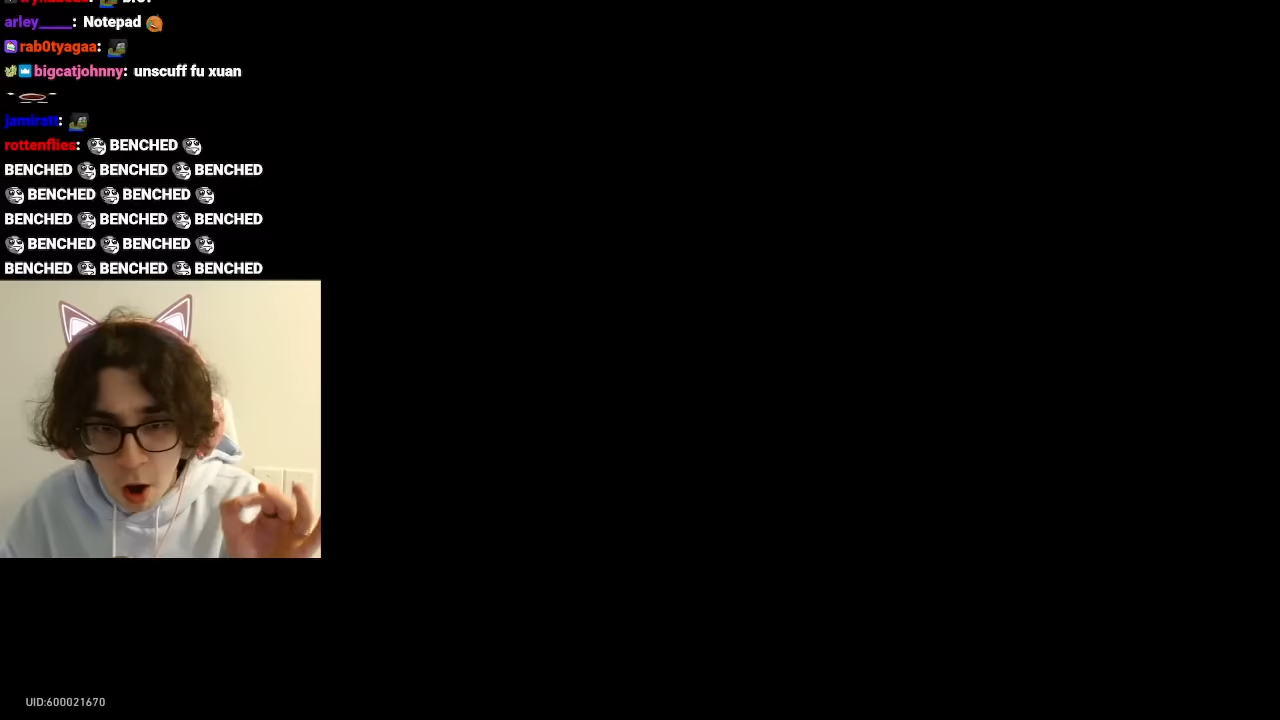 arley____: Notepad
rab0tyagaa:
bigcatjohnny: unscuff fu xuan
jamiratt:
rottenflies: BENCHED
BENCHED BENCHED BENCHED
BENCHED BENCHED
BENCHED BENCHED BENCHED
BENCHED BENCHED
BENCHED BENCHED BENCHED
UID:600021670